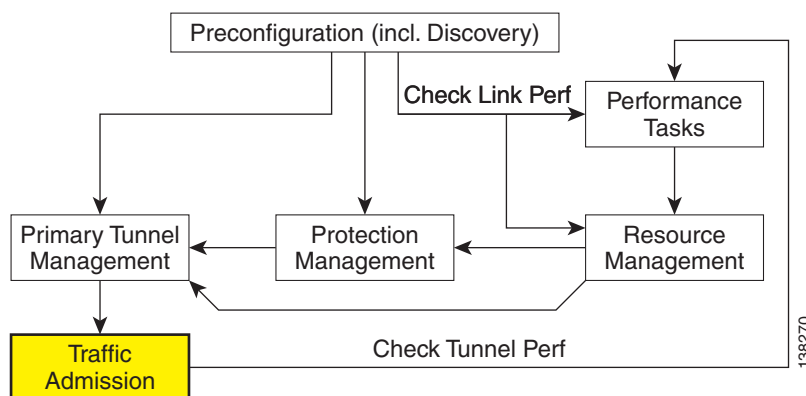 Preconfiguration (incl. Discovery)
Check Link Perf
Performance
Tasks
Primary Tunnel
Management
Protection
Management
Resource
Management
Traffic
Admission
Check Tunnel Perf
138270